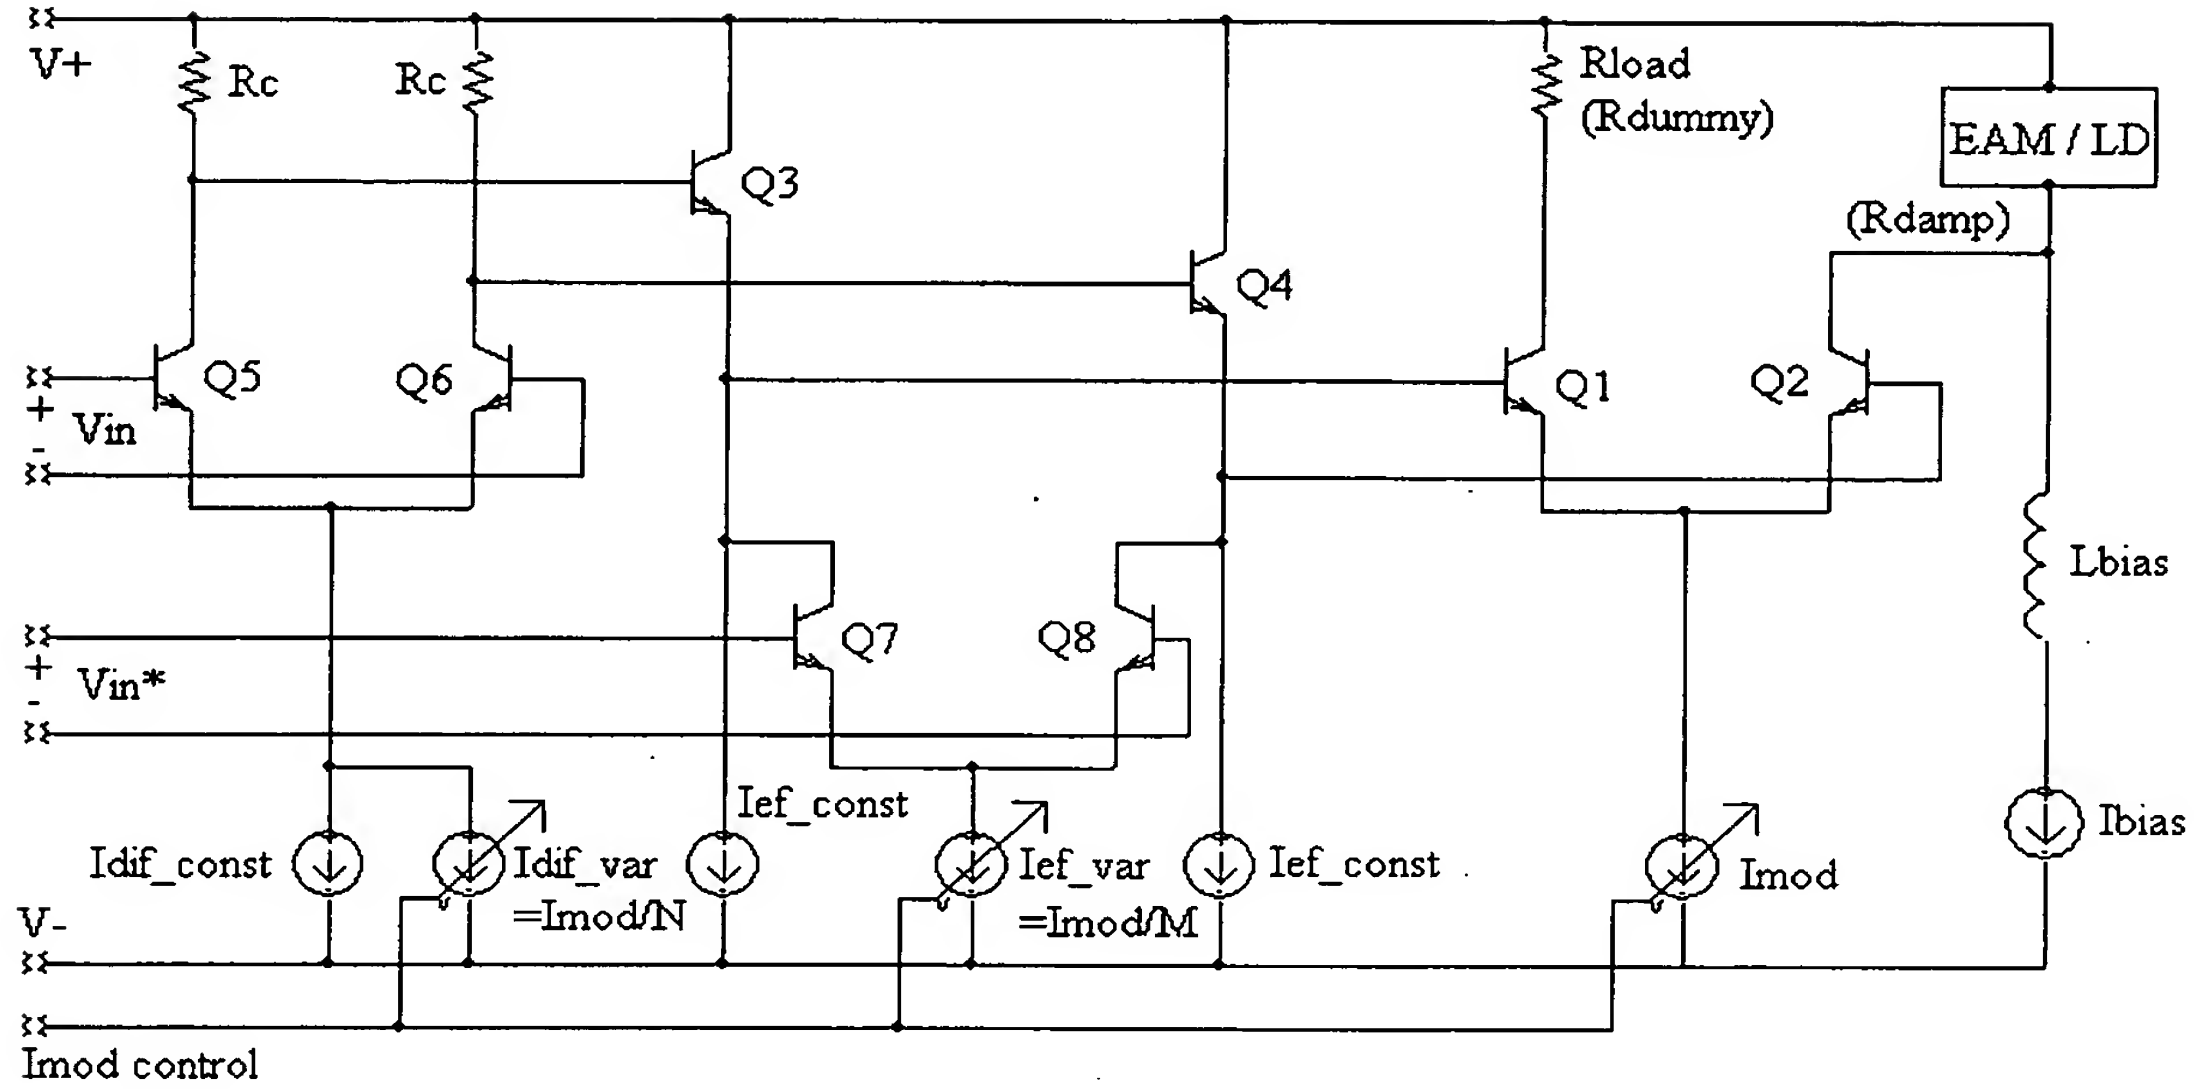 V+
Rc
Rc
Rload
(Rdummy)
EAM / LD
Q3
(Rdamp)
Q4
Q5
Q6
Q1
Q2
+
Vin
-
Lbias
Q7
Q8
+
Vin*
-
Ief_const
Ibias
Idif_const
Idif_var
=Imod/N
Ief_var
=Imod/M
Ief_const
Imod
V-
Imod control